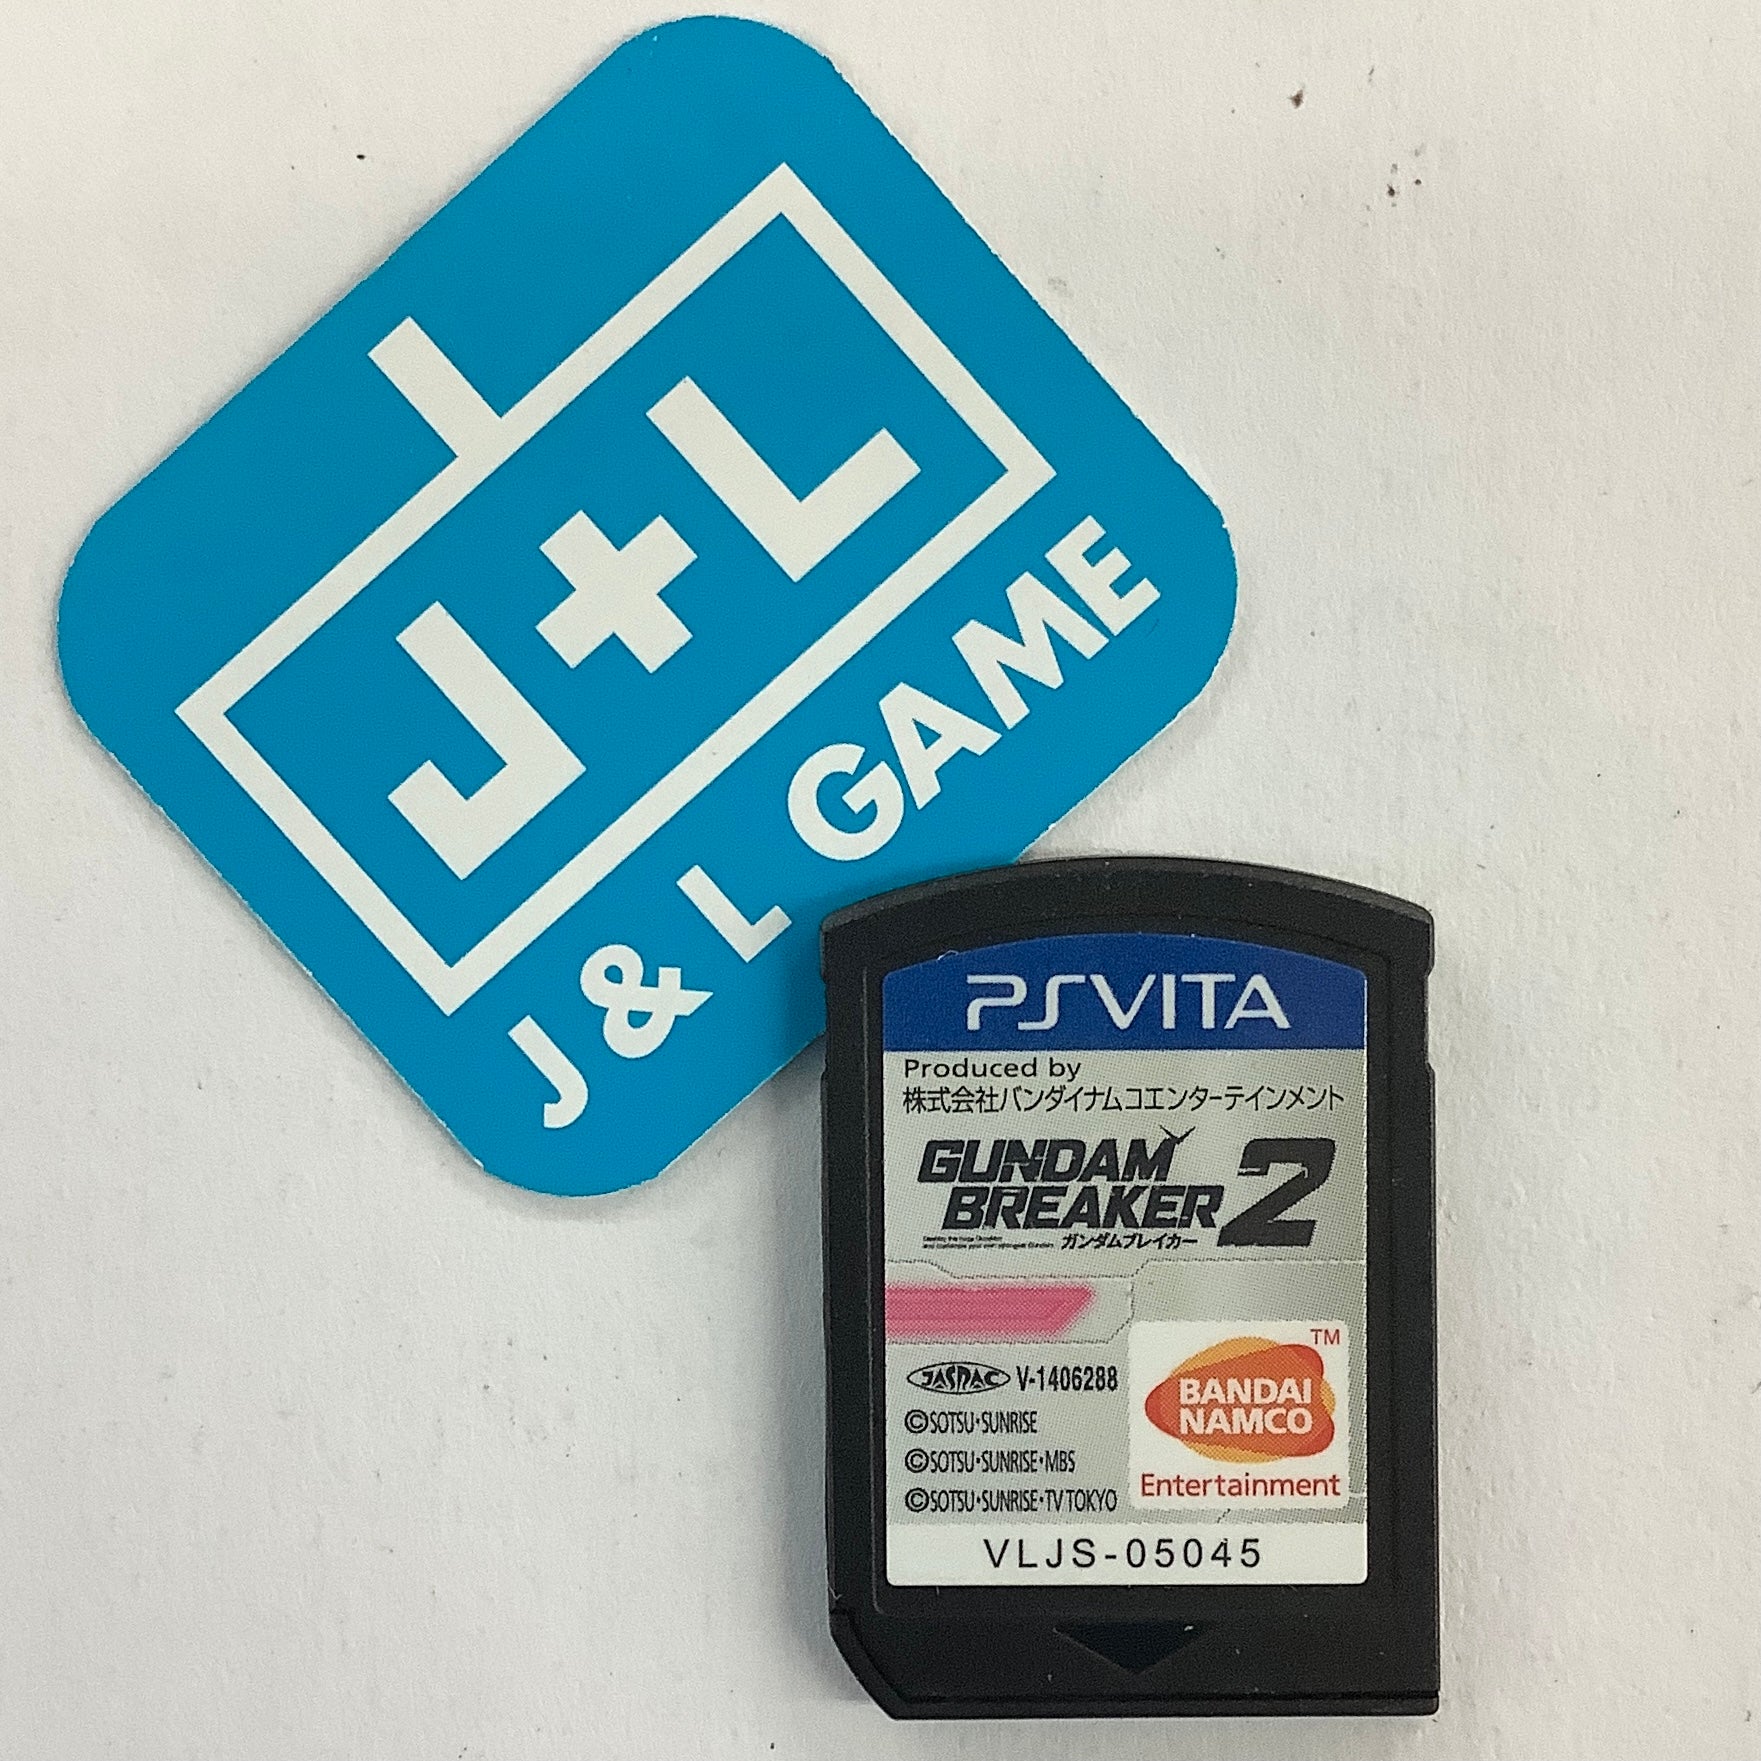 J+L
J & L GAME
PSVITA
Produced by
株式会社バンダイナムコエンターテインメント
GUNDAM
BREAKER 2
ガンダムブレイカー
JASRAC V-1406288
©SOTSU・SUNRISE
©SOTSU・SUNRISE・MBS
©SOTSU・SUNRISE・TV TOKYO
TM
BANDAI
NAMCO
Entertainment
VLJS-05045